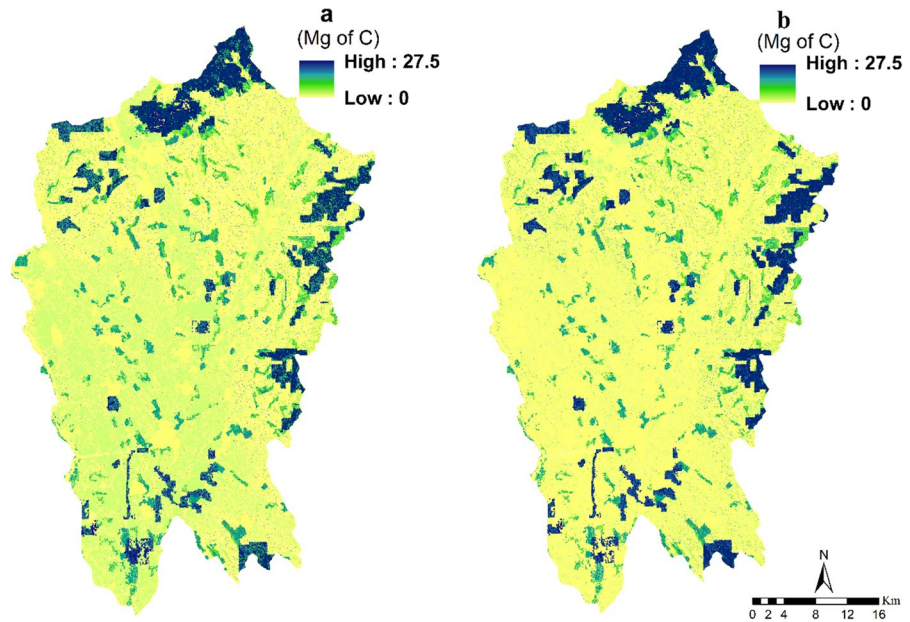 a
(Mg of C)
High : 27.5
Low : 0
b
(Mg of C)
High : 27.5
Low : 0
N
Km
0 2 4 8 12 16